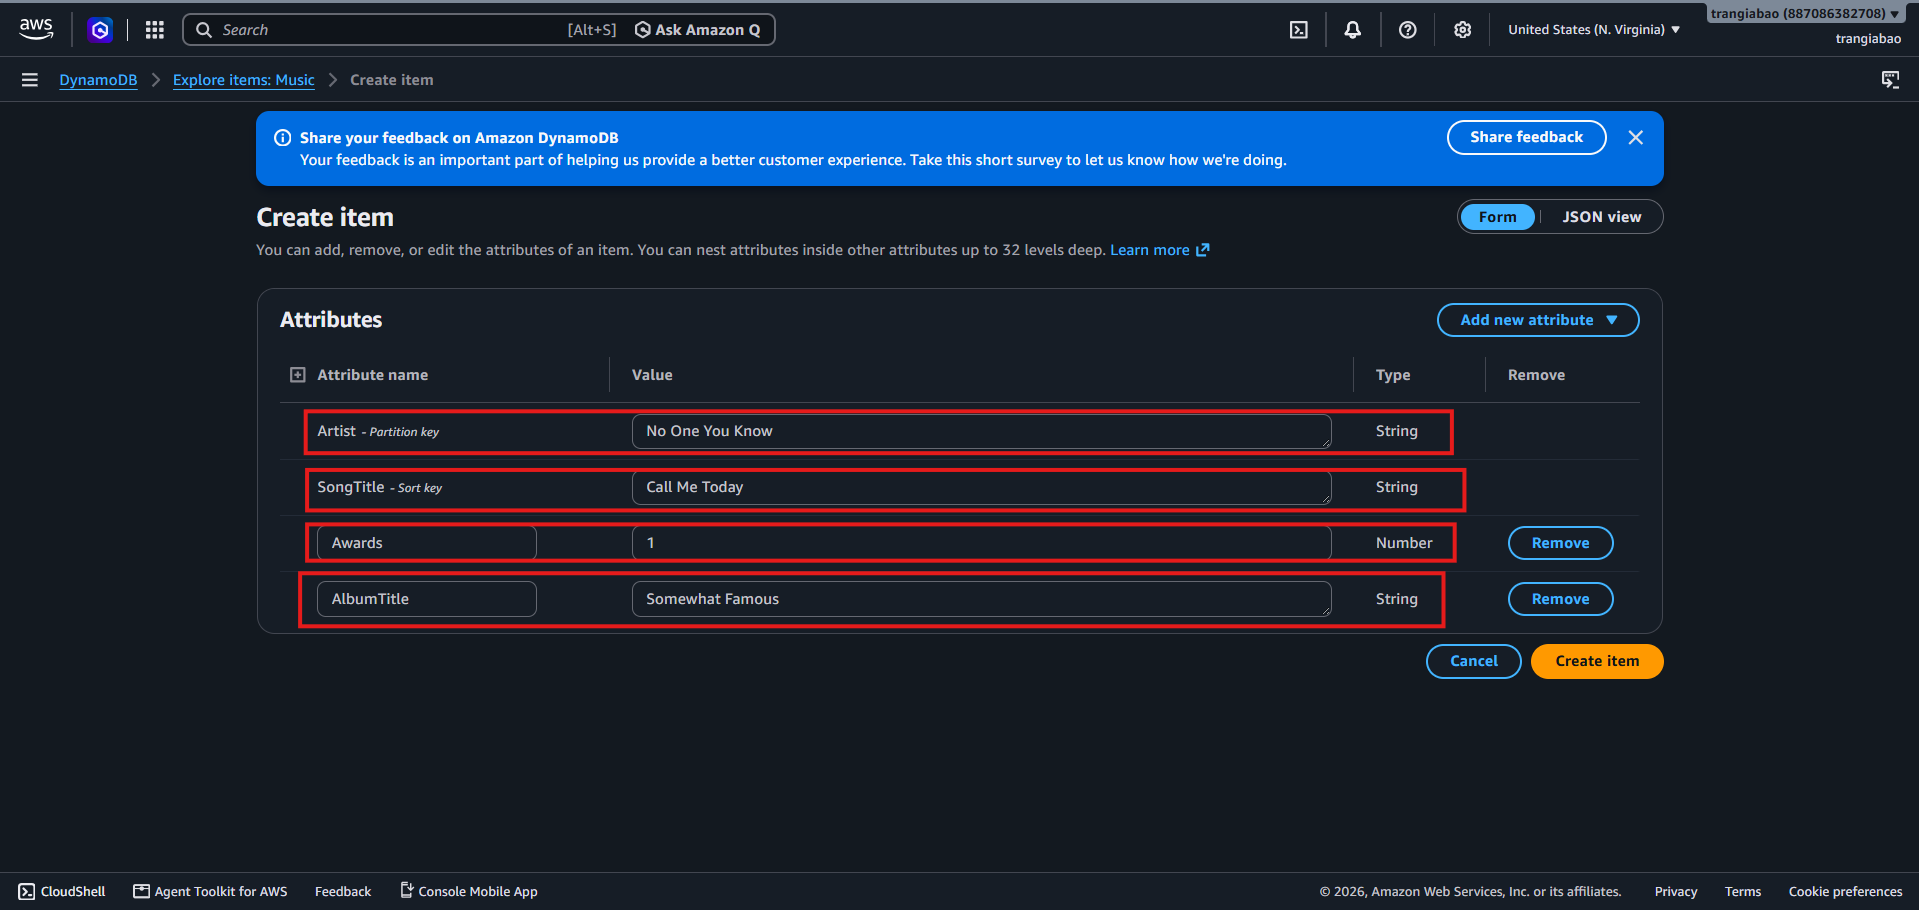 aws
Search [Alt+S] Ask Amazon Q
United States (N. Virginia)
trangiabao (887086382708)
trangiabao
DynamoDB
Explore items: Music
Create item
Share your feedback on Amazon DynamoDB
Your feedback is an important part of helping us provide a better customer experience. Take this short survey to let us know how we're doing.
Share feedback
Create item
Form
JSON view
You can add, remove, or edit the attributes of an item. You can nest attributes inside other attributes up to 32 levels deep. Learn more
Attributes
Add new attribute
Attribute name Value Type Remove
Artist - Partition key No One You Know String
SongTitle - Sort key Call Me Today String
Awards 1 Number Remove
AlbumTitle Somewhat Famous String Remove
Cancel
Create item
CloudShell
Agent Toolkit for AWS
Feedback
Console Mobile App
© 2026, Amazon Web Services, Inc. or its affiliates.
Privacy
Terms
Cookie preferences